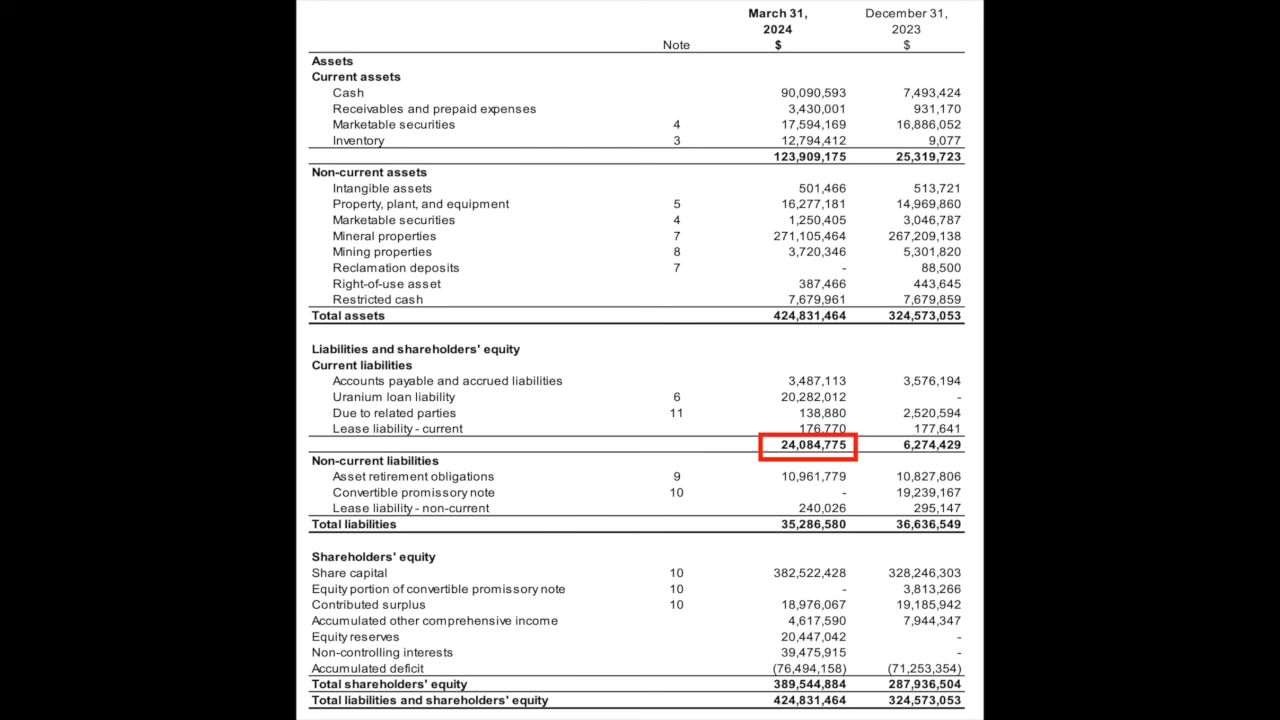 March 31, December 31,
2024 2023
Note $ $
Assets
Current assets
Cash 90,090,593 7,493,424
Receivables and prepaid expenses 3,430,001 931,170
Marketable securities 4 17,594,169 16,886,052
Inventory 3 12,794,412 9,077
123,909,175 25,319,723
Non-current assets
Intangible assets 501,466 513,721
Property, plant, and equipment 5 16,277,181 14,969,860
Marketable securities 4 1,250,405 3,046,787
Mineral properties 7 271,105,464 267,209,138
Mining properties 8 3,720,346 5,301,820
Reclamation deposits 7 - 88,500
Right-of-use asset 387,466 443,645
Restricted cash 7,679,961 7,679,859
Total assets 424,831,464 324,573,053
Liabilities and shareholders' equity
Current liabilities
Accounts payable and accrued liabilities 3,487,113 3,576,194
Uranium loan liability 6 20,282,012 -
Due to related parties 11 138,880 2,520,594
Lease liability - current 176,770 177,641
24,084,775 6,274,429
Non-current liabilities
Asset retirement obligations 9 10,961,779 10,827,806
Convertible promissory note 10 - 19,239,167
Lease liability - non-current 240,026 295,147
Total liabilities 35,286,580 36,636,549
Shareholders' equity
Share capital 10 382,522,428 328,246,303
Equity portion of convertible promissory note 10 - 3,813,266
Contributed surplus 10 18,976,067 19,185,942
Accumulated other comprehensive income 4,617,590 7,944,347
Equity reserves 20,447,042 -
Non-controlling interests 39,475,915 -
Accumulated deficit (76,494,158) (71,253,354)
Total shareholders' equity 389,544,884 287,936,504
Total liabilities and shareholders' equity 424,831,464 324,573,053